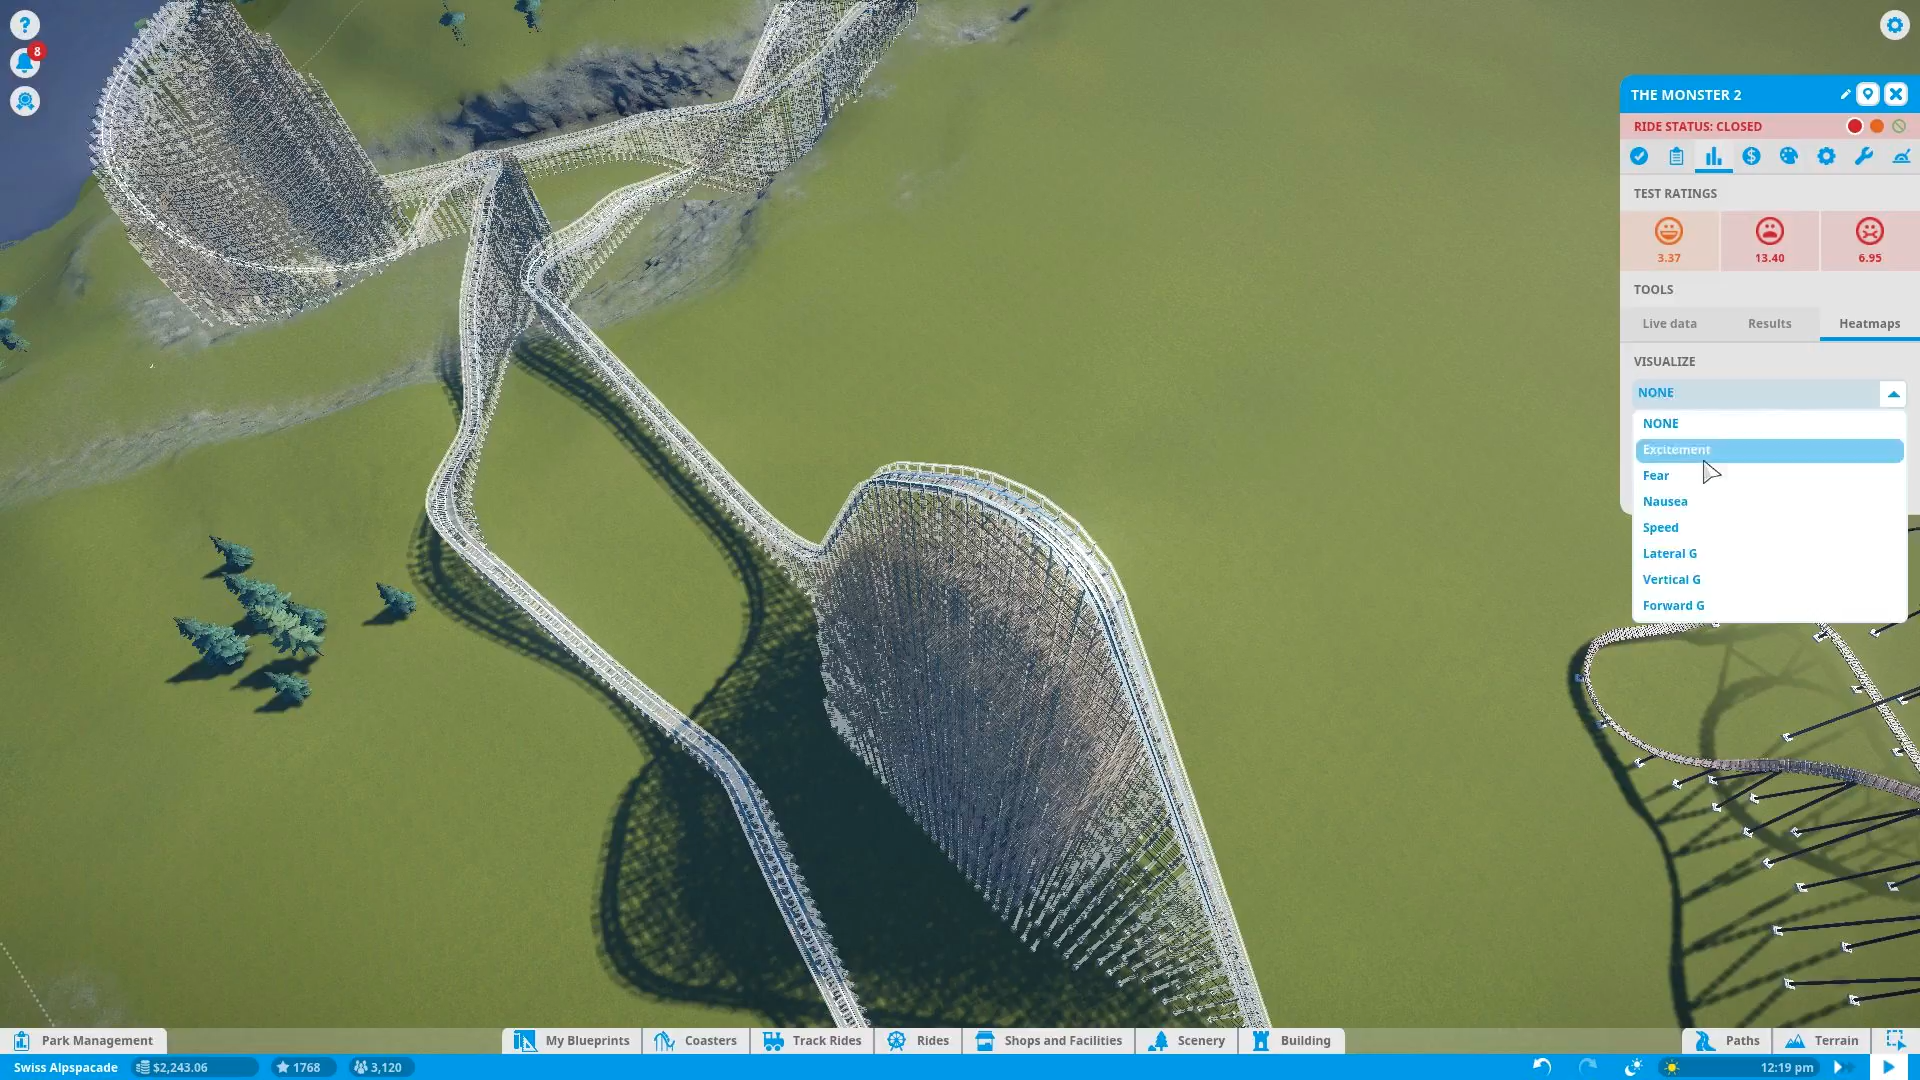 ?
8
THE MONSTER 2
RIDE STATUS: CLOSED
TEST RATINGS
3.37 13.40 6.95
TOOLS
Live data Results Heatmaps
VISUALIZE
NONE
NONE
Excitement
Fear
Nausea
Speed
Lateral G
Vertical G
Forward G
Park Management My Blueprints Coasters Track Rides Rides Shops and Facilities Scenery Building Paths Terrain
Swiss Alpspacade $2,243.06 1768 3,120 12:19 pm